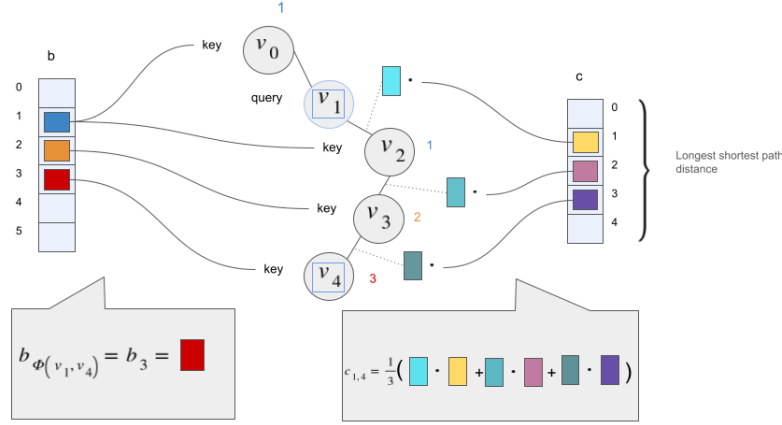 1
b
key
v0
c
query
v1
0
1
2
3
4
5
key
v2
1
0
1
2
3
4
Longest shortest path
distance
key
v3
2
key
v4
3
bΦ(v1,v4) = b3 =
c1,4 = 1/3( · + · + · )